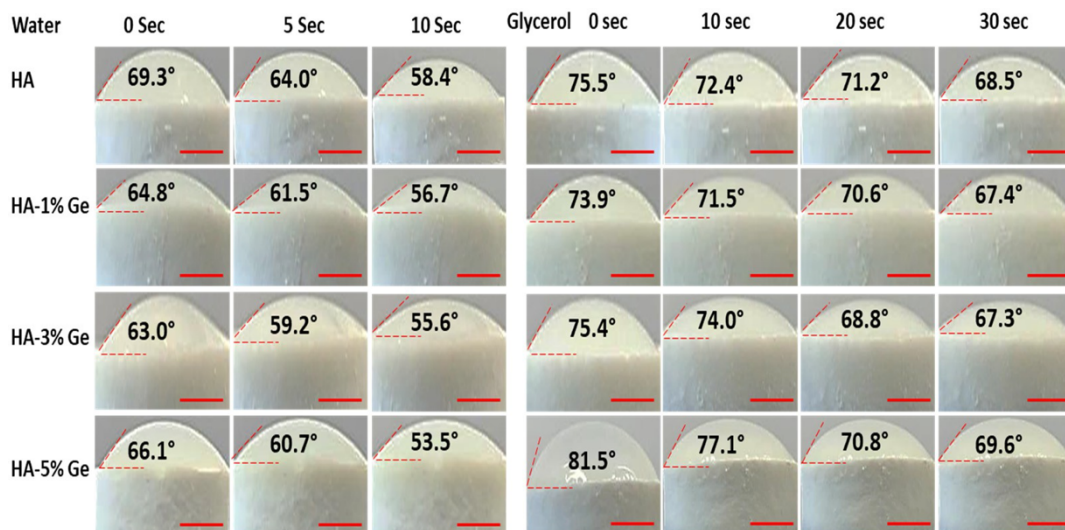 Water 0 Sec 5 Sec 10 Sec Glycerol 0 sec 10 sec 20 sec 30 sec
HA 69.3° 64.0° 58.4° 75.5° 72.4° 71.2° 68.5°
HA-1% Ge 64.8° 61.5° 56.7° 73.9° 71.5° 70.6° 67.4°
HA-3% Ge 63.0° 59.2° 55.6° 75.4° 74.0° 68.8° 67.3°
HA-5% Ge 66.1° 60.7° 53.5° 81.5° 77.1° 70.8° 69.6°